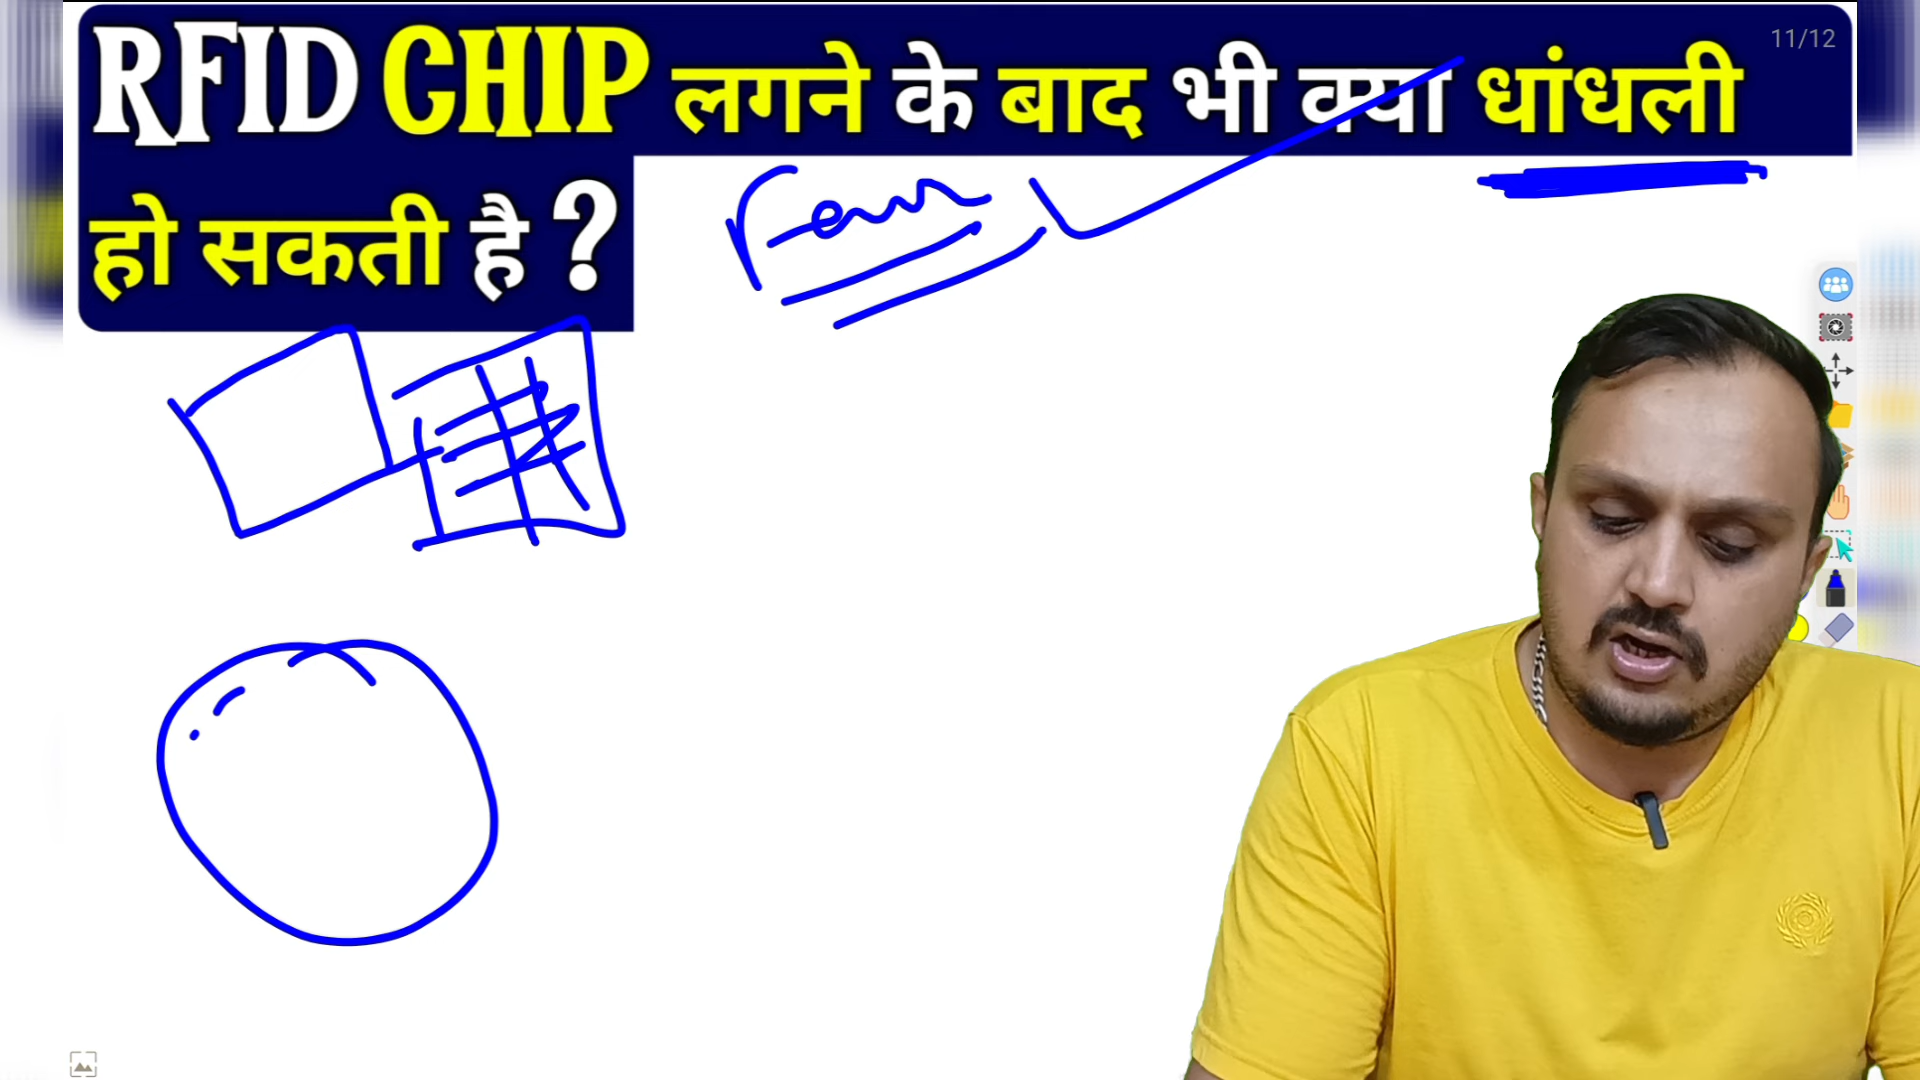 RFID CHIP लगने के बाद भी क्या धांधली
हो सकती है ?
11/12